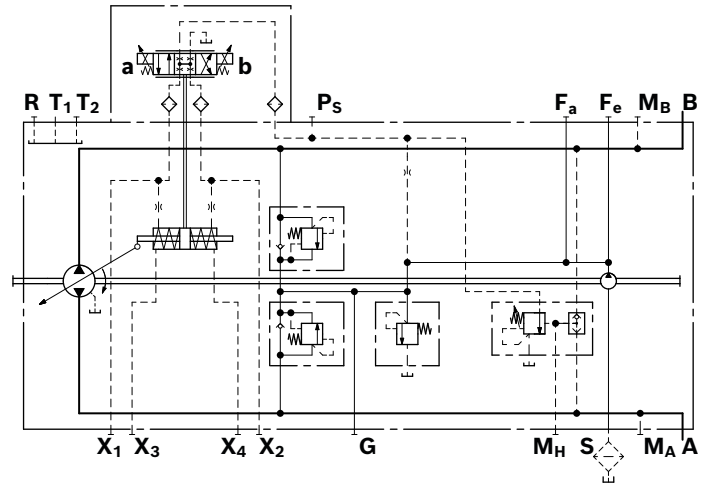 a b
R T1 T2 PS Fa Fe MB B
X1 X3 X4 X2 G MH S MA A